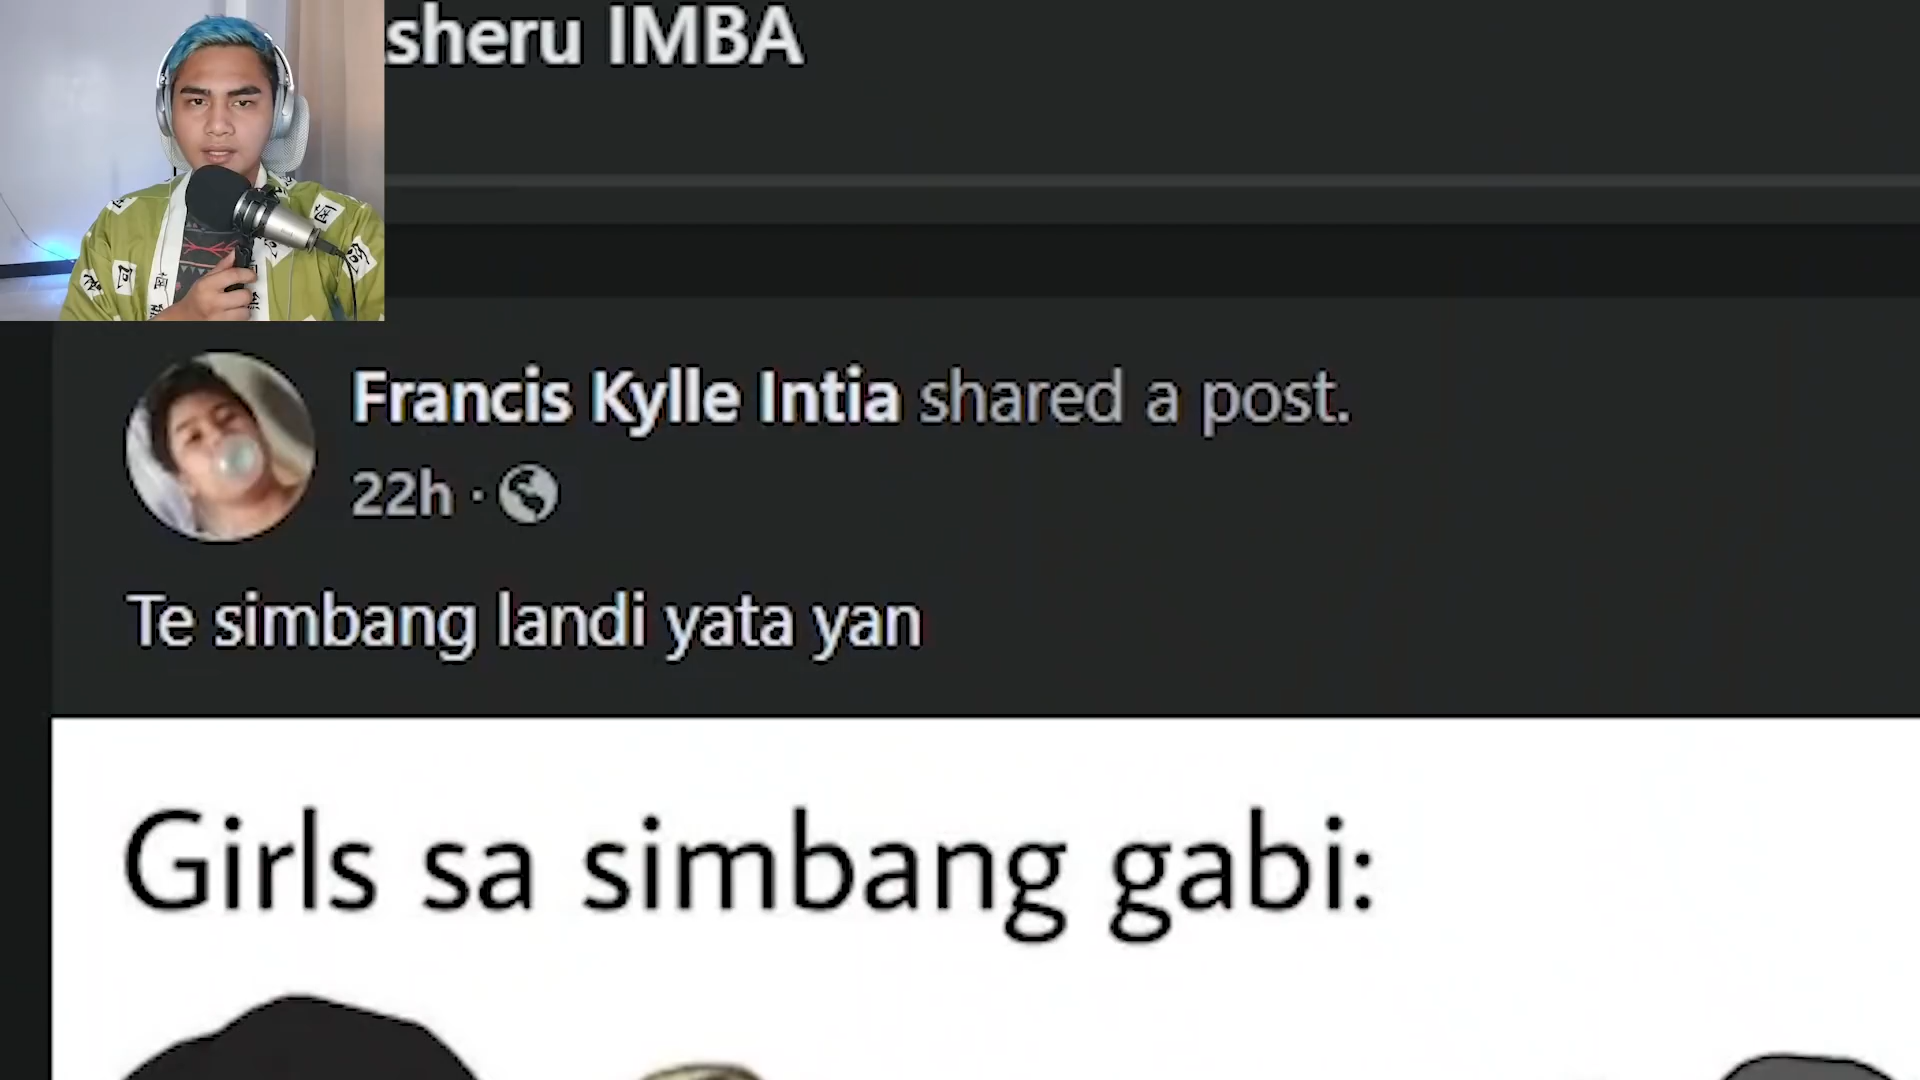 sheru IMBA
Francis Kylle Intia shared a post.
22h ·
Te simbang landi yata yan
Girls sa simbang gabi: